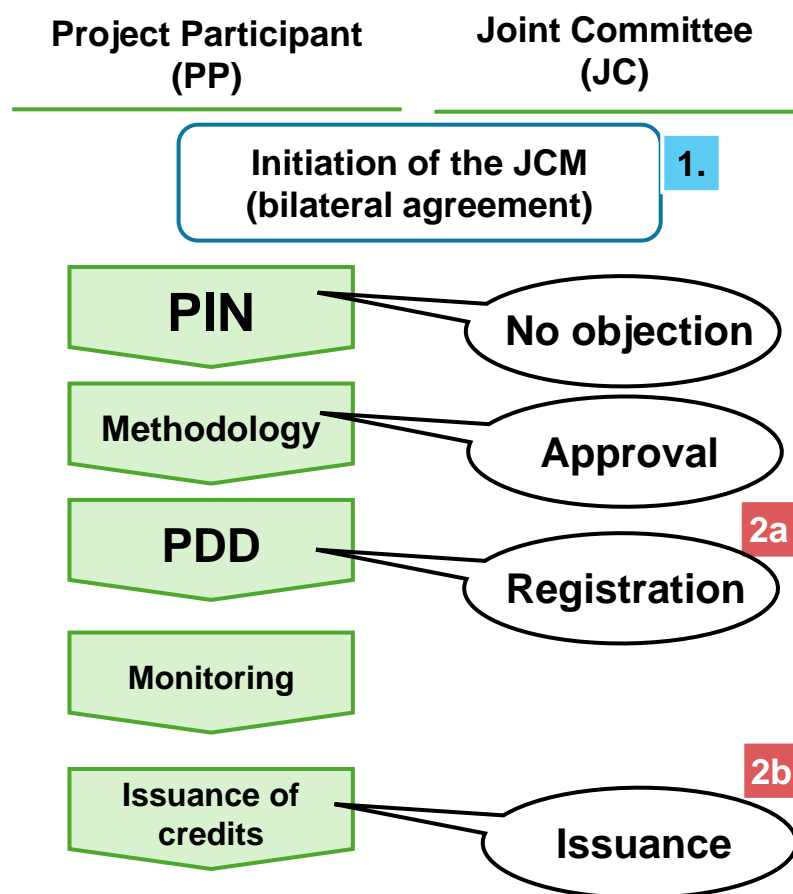 Project Participant
(PP)
Joint Committee
(JC)
Initiation of the JCM
(bilateral agreement)
1.
PIN
No objection
Methodology
Approval
2a
PDD
Registration
Monitoring
2b
Issuance of
credits
Issuance